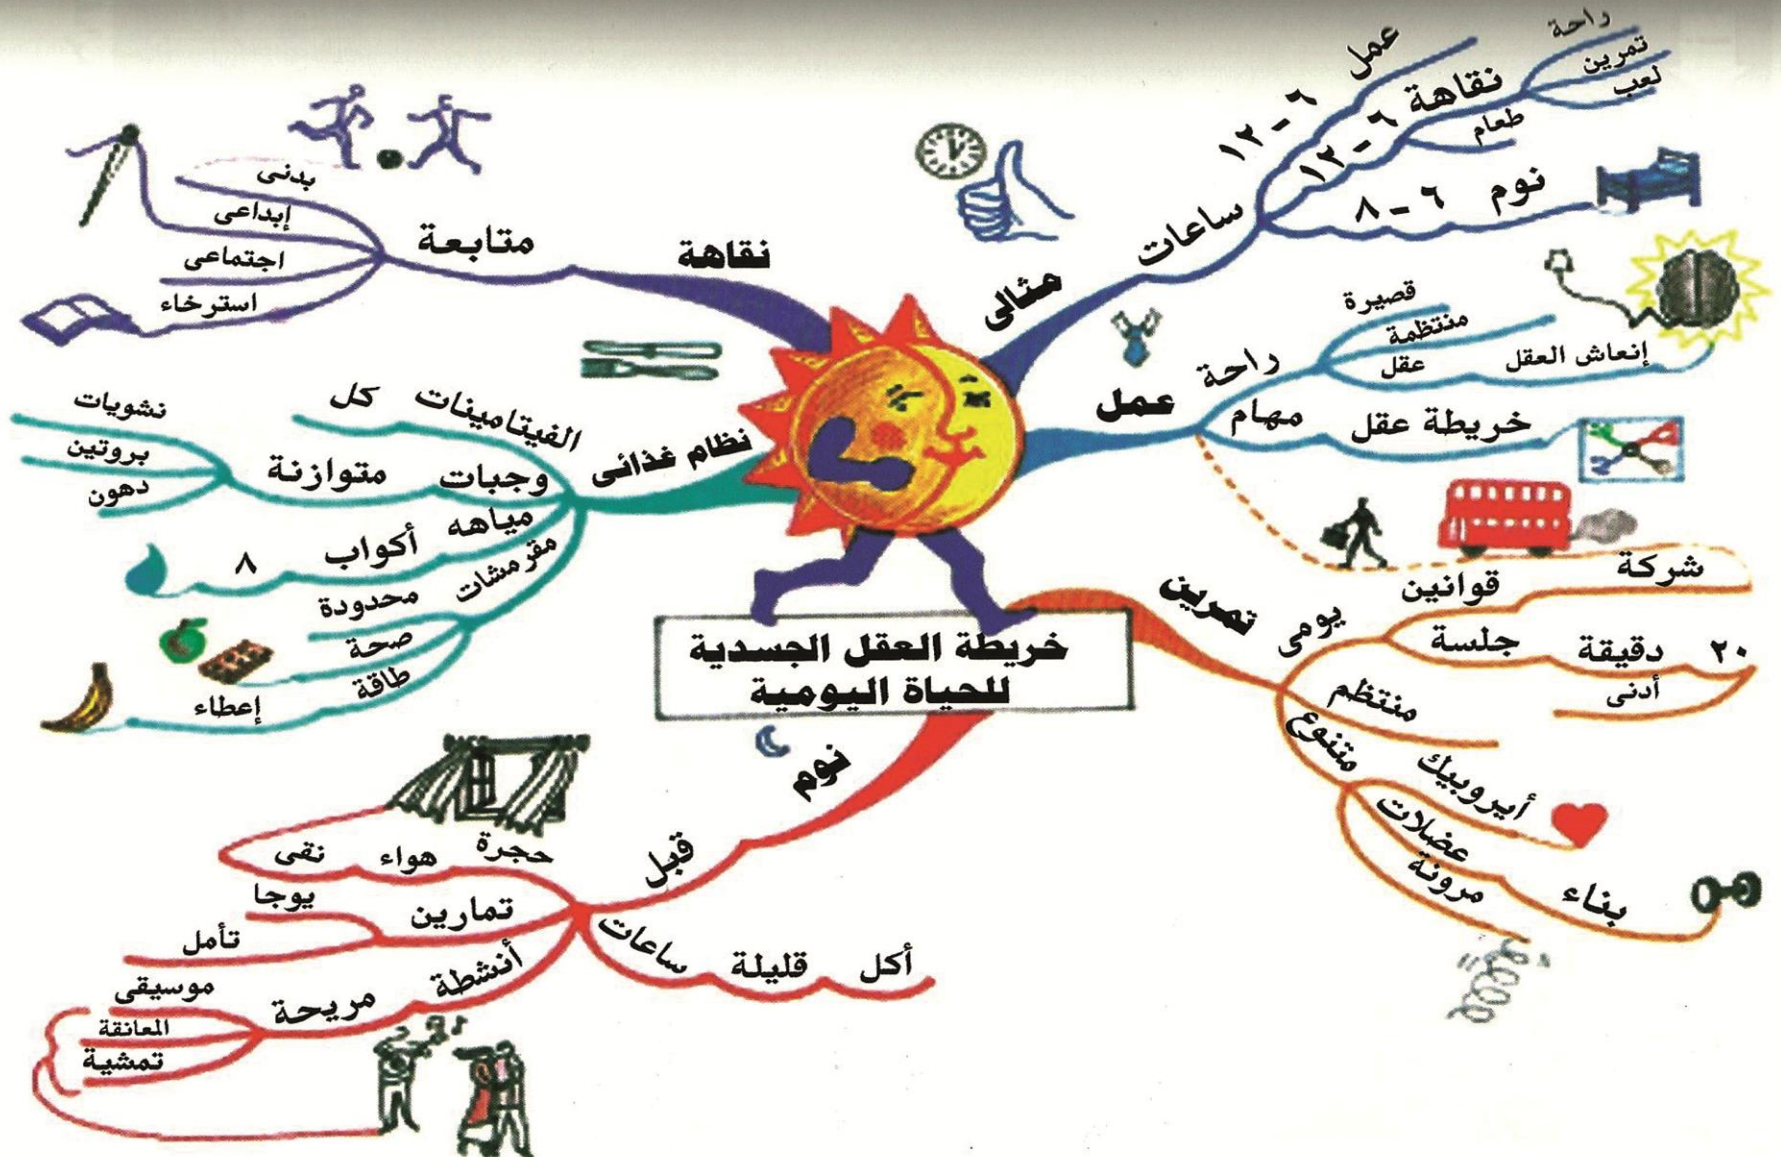 خريطة العقل الجسدية
للحياة اليومية
مثالى
ساعات
١٢ - ٦
عمل
١٢ - ٦
نقاهة
راحة
تمرين
لعب
طعام
٨ - ٦
نوم
عمل
راحة
قصيرة
منتظمة
عقل
إنعاش العقل
مهام
خريطة عقل
تمرين
يومى
قوانين
شركة
جلسة
دقيقة
٢٠
أدنى
منتظم
متنوع
أيروبيك
عضلات
بناء
مرونة
نوم
قبل
ساعات
قليلة
أكل
حجرة
هواء
نقى
تمارين
يوجا
تأمل
أنشطة
مريحة
موسيقى
المعانقة
تمشية
نظام غذائى
الفيتامينات
كل
وجبات
متوازنة
نشويات
بروتين
دهون
مياهه
أكواب
٨
مقرمشات
محدودة
صحة
طاقة
إعطاء
نقاهة
متابعة
بدنى
إبداعى
اجتماعى
استرخاء